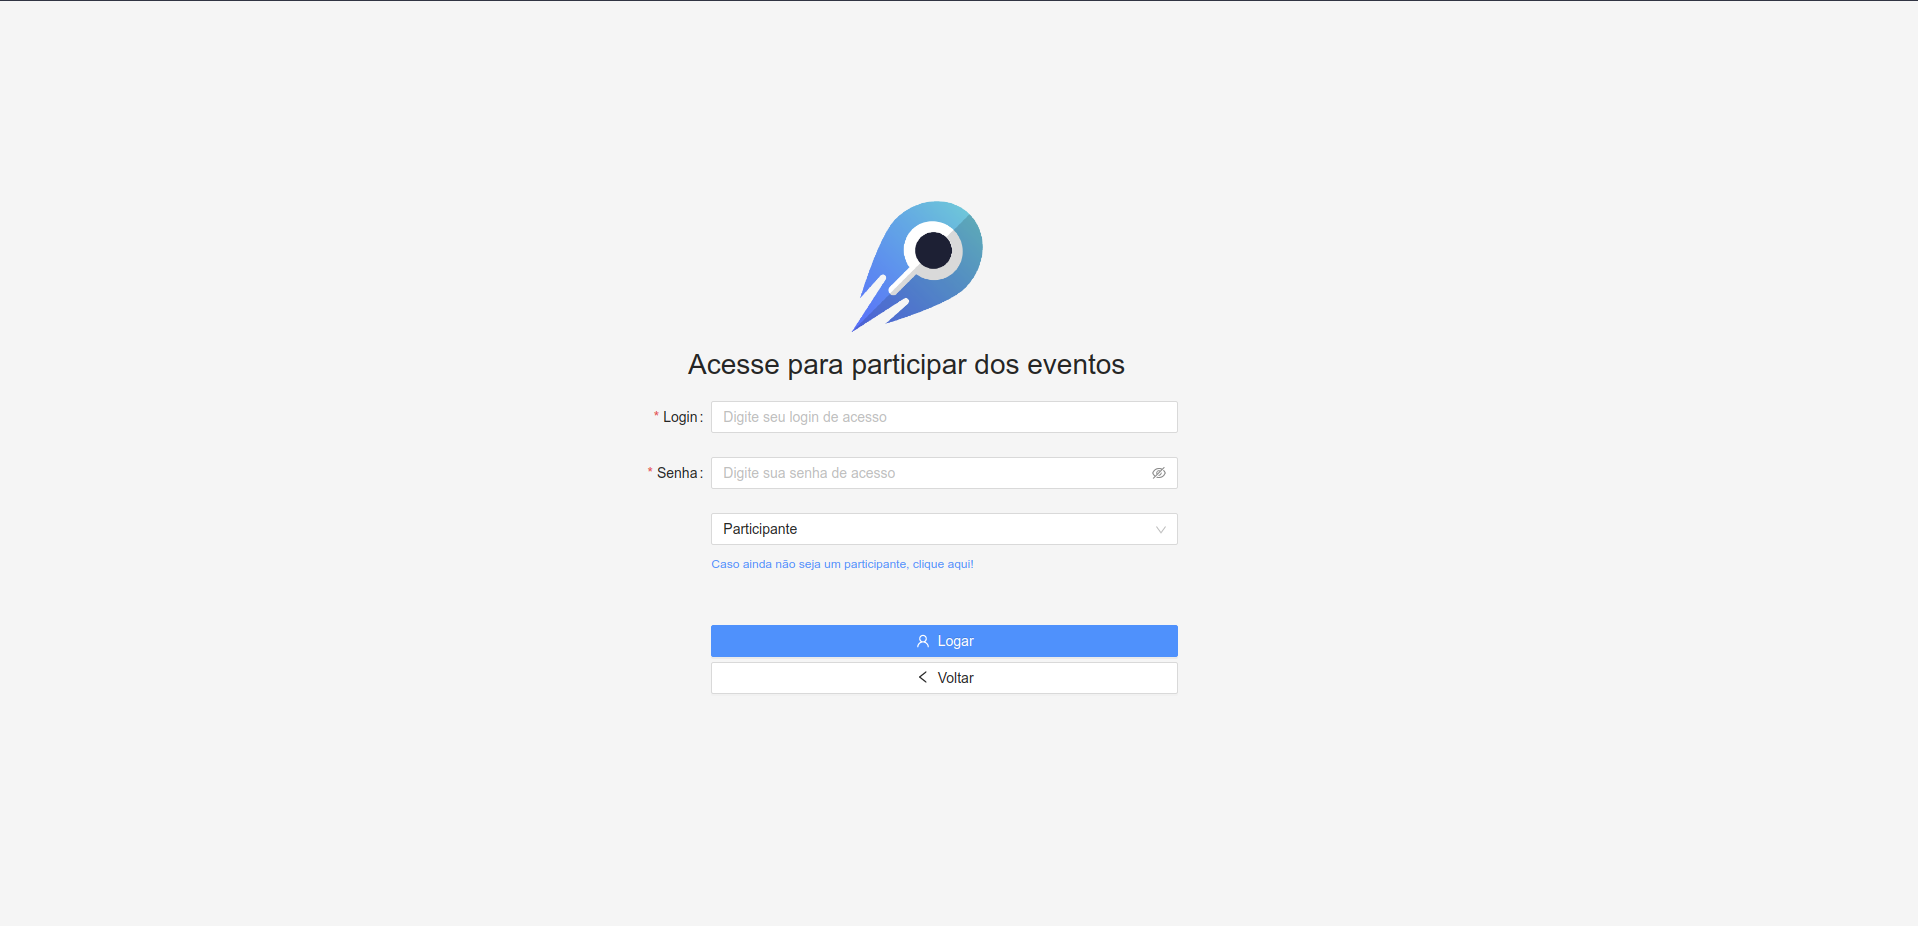 Acesse para participar dos eventos
* Login: Digite seu login de acesso
* Senha: Digite sua senha de acesso
Participante
Caso ainda não seja um participante, clique aqui!
Logar
Voltar